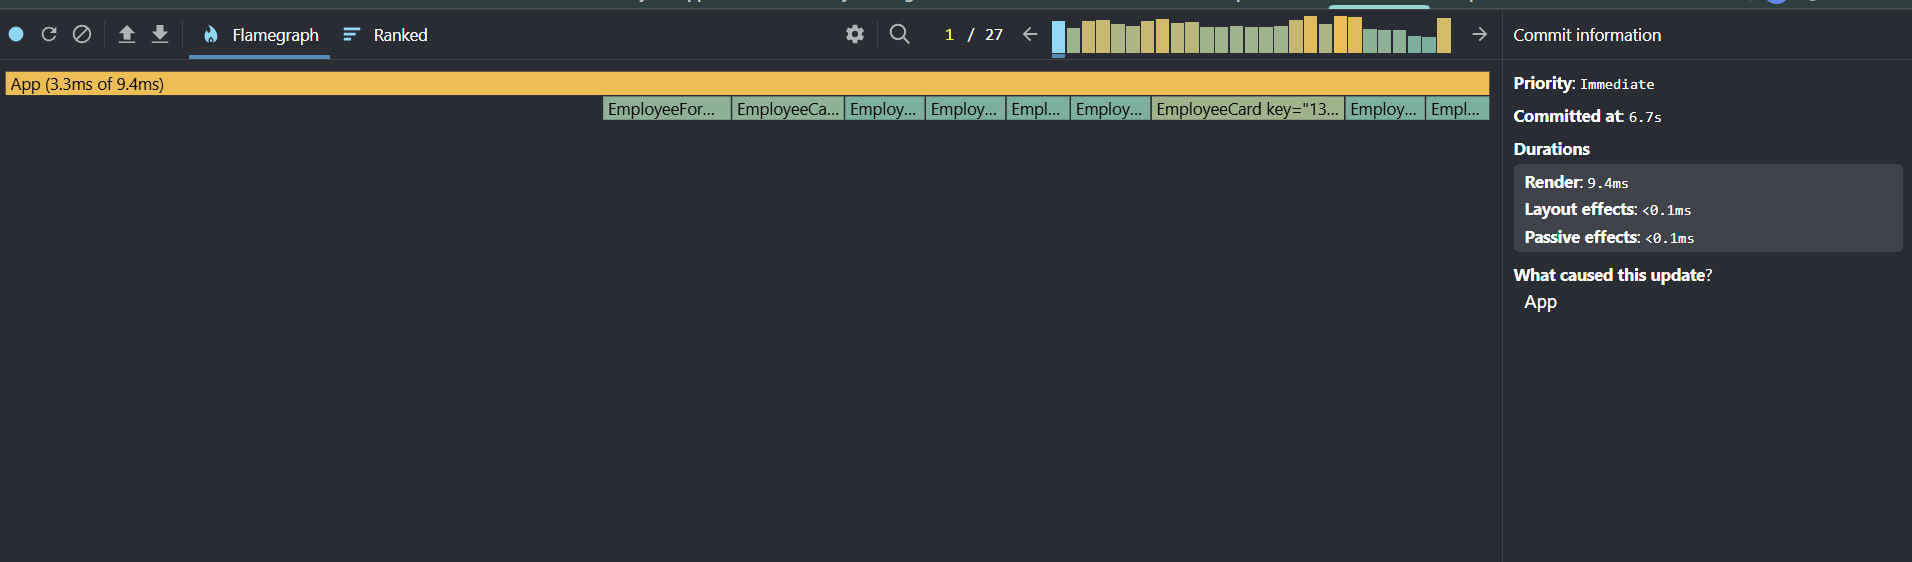 Flamegraph Ranked 1 / 27 Commit information
App (3.3ms of 9.4ms)
EmployeeFor... EmployeeCa... Employ... Employ... Empl... Employ... EmployeeCard key="13... Employ... Empl...
Priority: Immediate
Committed at: 6.7s
Durations
Render: 9.4ms
Layout effects: <0.1ms
Passive effects: <0.1ms
What caused this update?
App